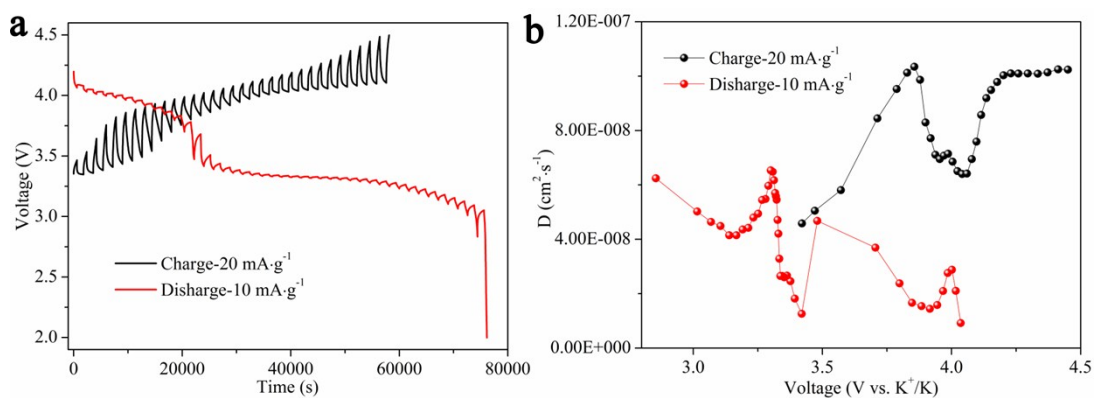 a
4.5
4.0
3.5
3.0
2.5
2.0
Voltage (V)
Charge-20 mA·g⁻¹
Disharge-10 mA·g⁻¹
0 20000 40000 60000 80000
Time (s)
b
1.20E-007
8.00E-008
4.00E-008
0.00E+000
D (cm²·s⁻¹)
Charge-20 mA·g⁻¹
Disharge-10 mA·g⁻¹
3.0 3.5 4.0 4.5
Voltage (V vs. K⁺/K)